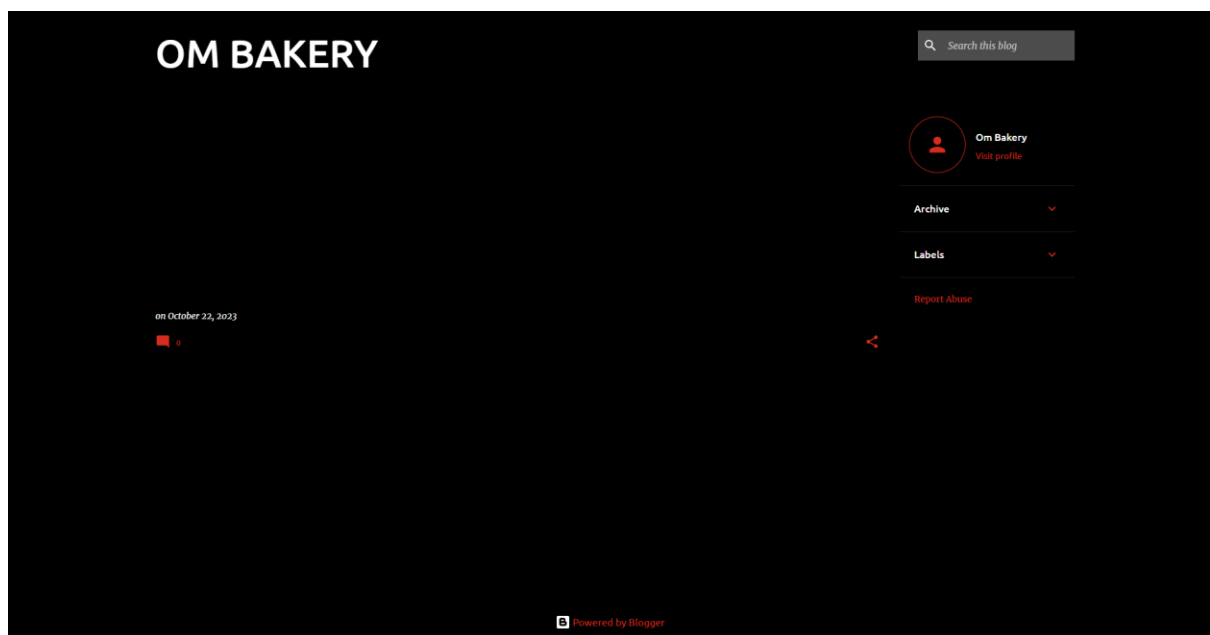 OM BAKERY
Search this blog
Om Bakery
Visit profile
Archive
Labels
Report Abuse
on October 22, 2023
0
Powered by Blogger